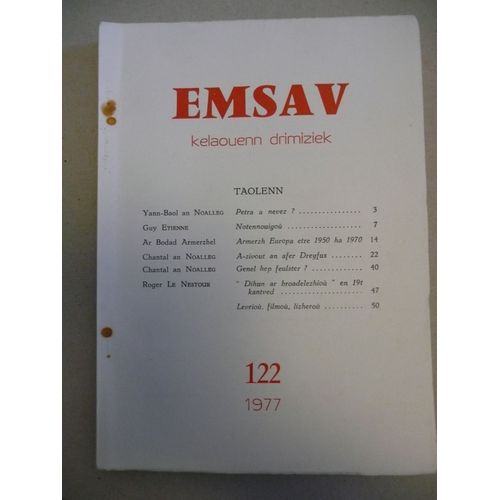 EMSAV
kelaouenn drimiziek
TAOLENN
Yann-Baol an NOALLEG Petra a nevez ? ................. 3
Guy ETIENNE Notennoùigoù ................. 7
Ar Bodad Armerzhel Armerzh Europa etre 1950 ha 1970 14
Chantal an NOALLEG A-zivout an afer Dreyfus ........ 22
Chantal an NOALLEG Genel hep feulster ? .............. 40
Roger LE NESTOUR " Dihun ar broadelezhioù " en 19t
kantved ....................... 47
Levrioù, filmoù, lizheroù ......... 50
122
1977